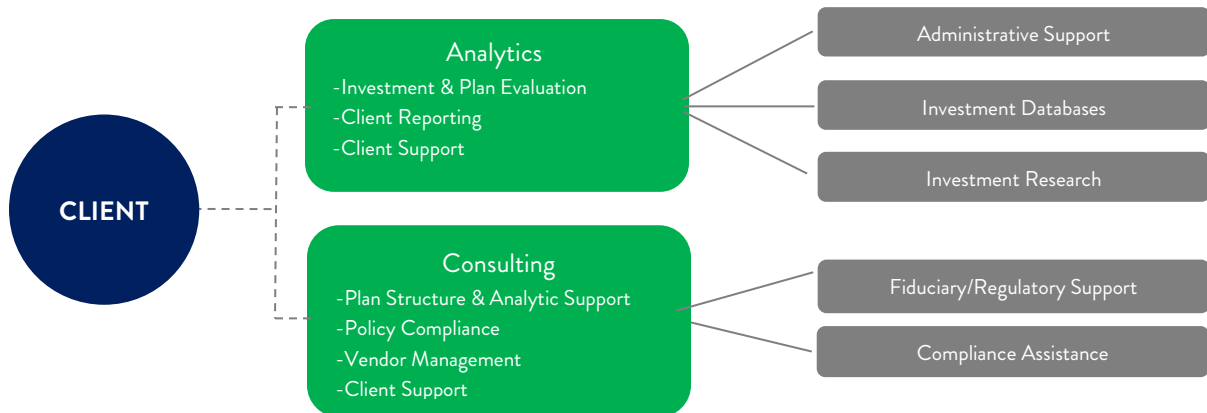 CLIENT
Analytics
-Investment & Plan Evaluation
-Client Reporting
-Client Support
Administrative Support
Investment Databases
Investment Research
Consulting
-Plan Structure & Analytic Support
-Policy Compliance
-Vendor Management
-Client Support
Fiduciary/Regulatory Support
Compliance Assistance